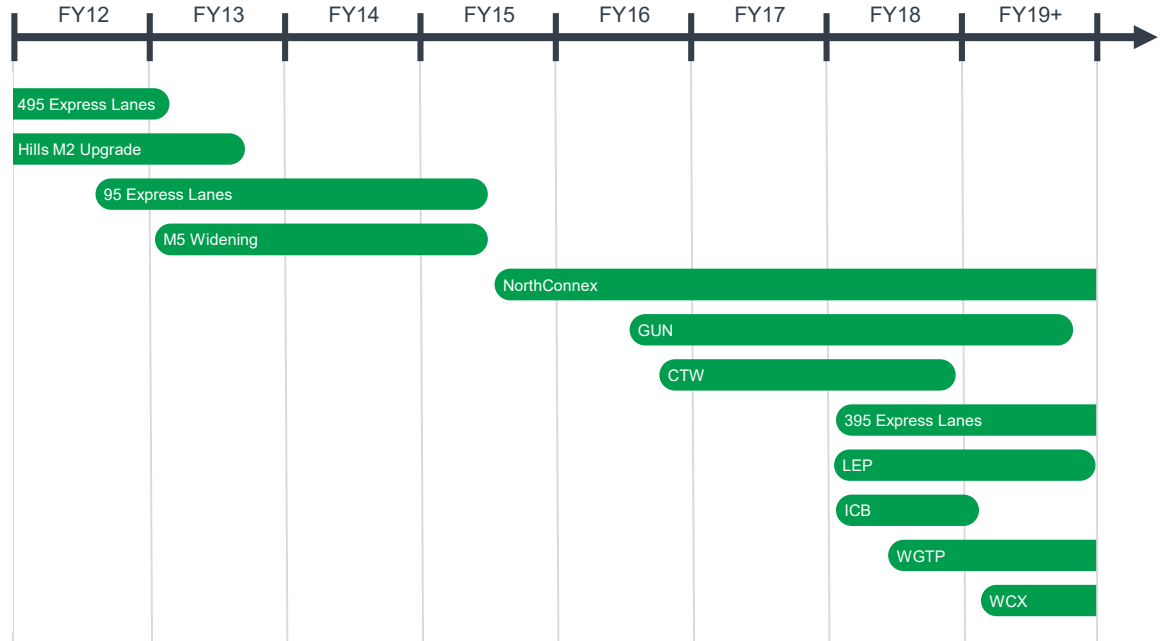 FY12 FY13 FY14 FY15 FY16 FY17 FY18 FY19+
495 Express Lanes
Hills M2 Upgrade
95 Express Lanes
M5 Widening
NorthConnex
GUN
CTW
395 Express Lanes
LEP
ICB
WGTP
WCX